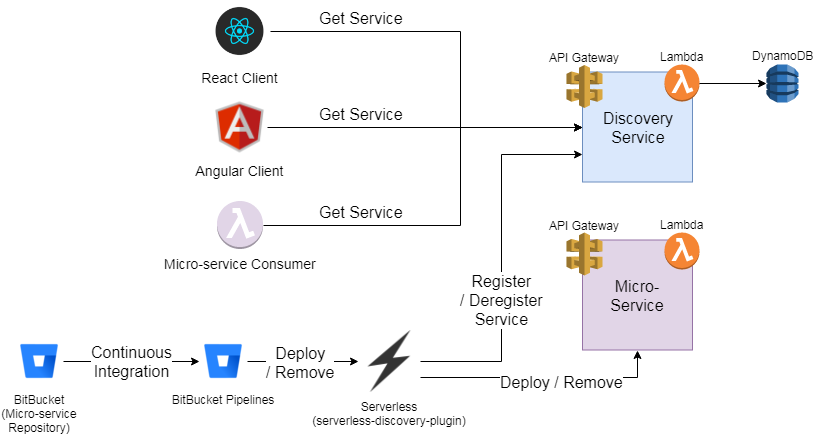 Get Service
React Client
Get Service
Angular Client
Get Service
Micro-service Consumer
API Gateway
Lambda
DynamoDB
Discovery
Service
API Gateway
Lambda
Micro-
Service
Register
/ Deregister
Service
Continuous
Integration
Deploy
/ Remove
Deploy / Remove
BitBucket
(Micro-service
Repository)
BitBucket Pipelines
Serverless
(serverless-discovery-plugin)